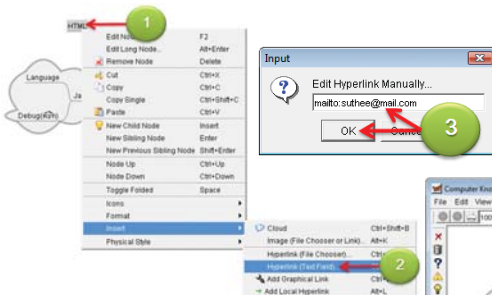 HTML
1
Edit Node... F2
Edit Long Node... Alt+Enter
Remove Node Delete
Cut Ctrl+X
Copy Ctrl+C
Copy Single Ctrl+Shift+C
Paste Ctrl+V
New Child Node Insert
New Sibling Node Enter
New Previous Sibling Node Shift+Enter
Node Up Ctrl+Up
Node Down Ctrl+Down
Toggle Folded Space
Icons
Format
Insert
Physical Style
Language
Ja
Debug(
Input
Edit Hyperlink Manually...
mailto:suthee@mail.com
OK
3
Cloud Ctrl+Shift+B
Image (File Chooser or Link)... Alt+K
Hyperlink (File Chooser)...
Hyperlink (Text Field)...
2
Add Graphical Link
Add Local Hyperlink Alt+L
Computer Kno
File Edit View
100